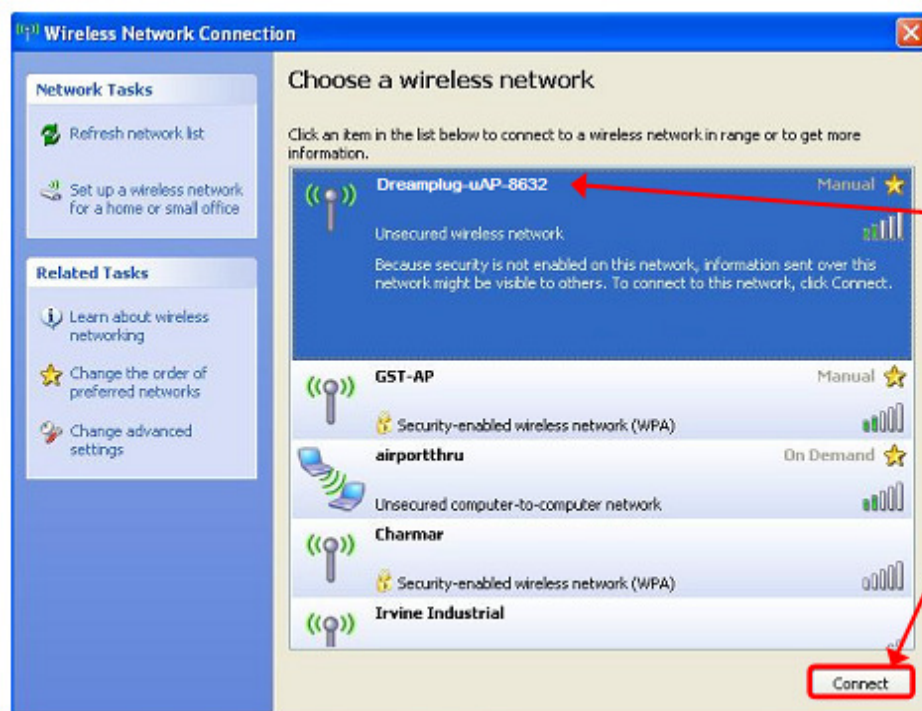 Wireless Network Connection
Network Tasks
Refresh network list
Set up a wireless network
for a home or small office
Related Tasks
Learn about wireless
networking
Change the order of
preferred networks
Change advanced
settings
Choose a wireless network
Click an item in the list below to connect to a wireless network in range or to get more
information.
Dreamplug-uAP-8632 Manual
Unsecured wireless network
Because security is not enabled on this network, information sent over this
network might be visible to others. To connect to this network, click Connect.
GST-AP Manual
Security-enabled wireless network (WPA)
airportthru On Demand
Unsecured computer-to-computer network
Charmar
Security-enabled wireless network (WPA)
Irvine Industrial
Connect